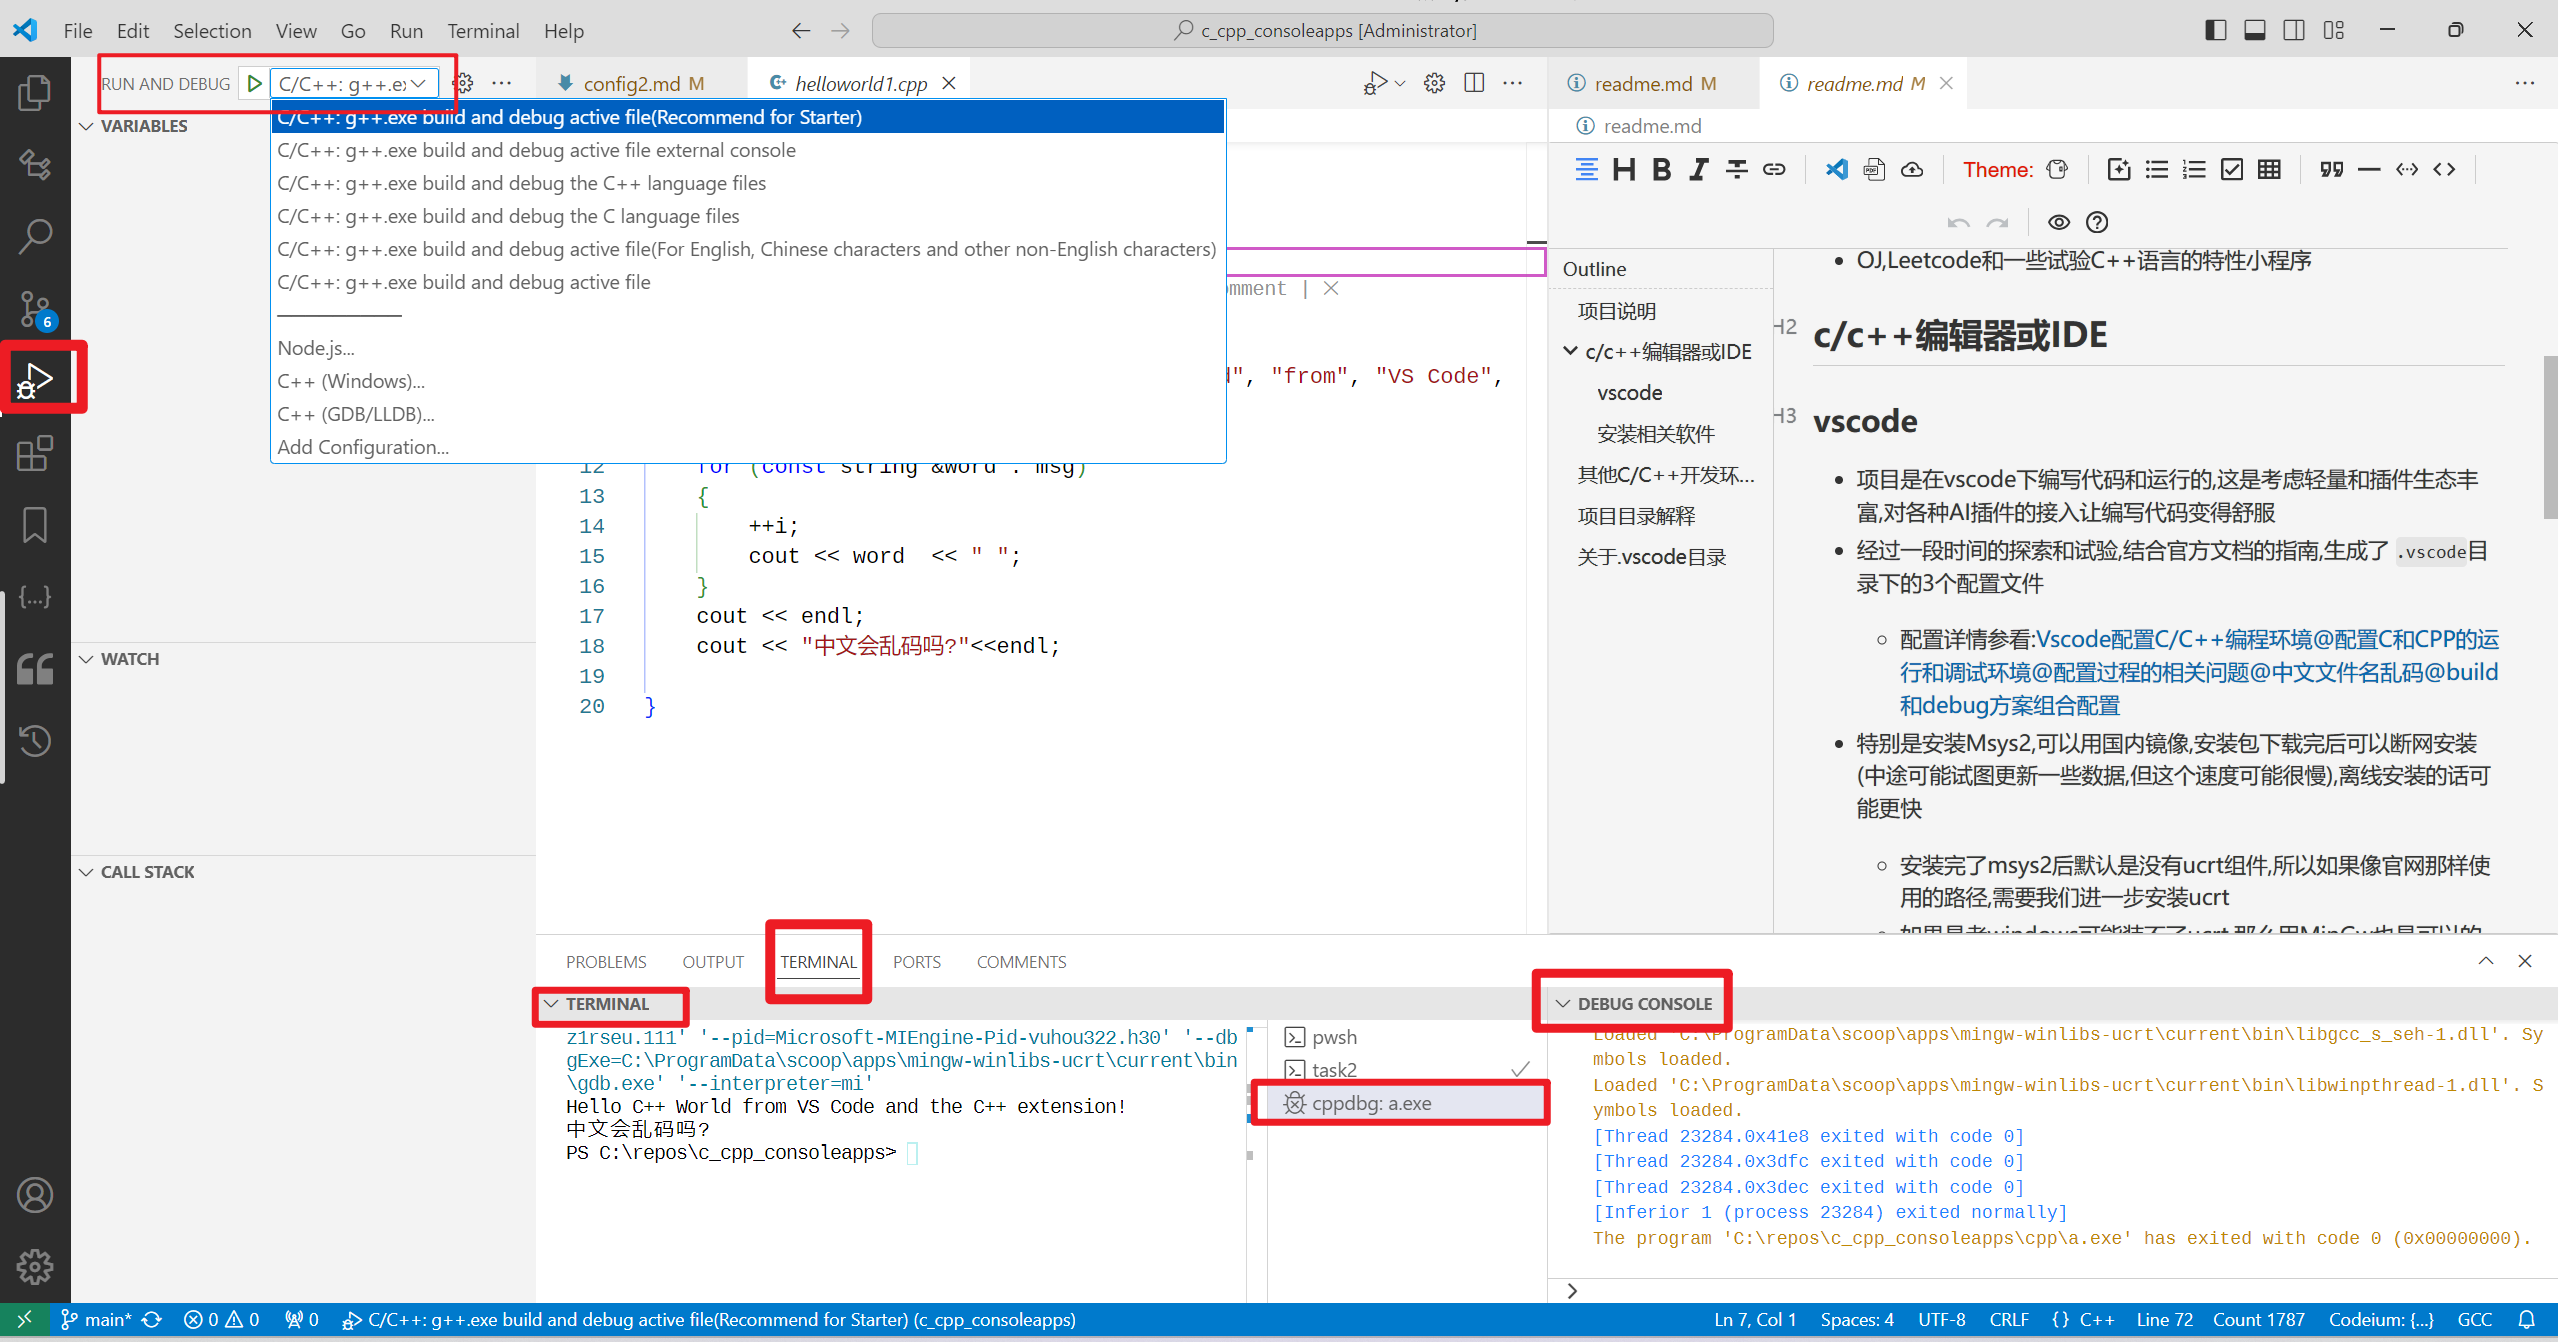 File Edit Selection View Go Run Terminal Help
c_cpp_consoleapps [Administrator]
RUN AND DEBUG
C/C++: g++.ex
config2.md M
helloworld1.cpp
readme.md M
readme.md M
VARIABLES
C/C++: g++.exe build and debug active file(Recommend for Starter)
C/C++: g++.exe build and debug active file external console
C/C++: g++.exe build and debug the C++ language files
C/C++: g++.exe build and debug the C language files
C/C++: g++.exe build and debug active file(For English, Chinese characters and other non-English characters)
C/C++: g++.exe build and debug active file
Node.js...
C++ (Windows)...
C++ (GDB/LLDB)...
Add Configuration...
6
omment | ×
d", "from", "VS Code",
12 for (const string &word : msg)
13 {
14 ++i;
15 cout << word  << " ";
16 }
17 cout << endl;
18 cout << "中文会乱码吗?"<<endl;
19
20 }
WATCH
CALL STACK
readme.md
Theme:
Outline
项目说明
c/c++编辑器或IDE
vscode
安装相关软件
其他C/C++开发环...
项目目录解释
关于.vscode目录
OJ,Leetcode和一些试验C++语言的特性小程序
H2 c/c++编辑器或IDE
H3 vscode
项目是在vscode下编写代码和运行的,这是考虑轻量和插件生态丰
富,对各种AI插件的接入让编写代码变得舒服
经过一段时间的探索和试验,结合官方文档的指南,生成了 .vscode目
录下的3个配置文件
配置详情参看:Vscode配置C/C++编程环境@配置C和CPP的运
行和调试环境@配置过程的相关问题@中文文件名乱码@build
和debug方案组合配置
特别是安装Msys2,可以用国内镜像,安装包下载完后可以断网安装
(中途可能试图更新一些数据,但这个速度可能很慢),离线安装的话可
能更快
安装完了msys2后默认是没有ucrt组件,所以如果像官网那样使
用的路径,需要我们进一步安装ucrt
PROBLEMS OUTPUT TERMINAL PORTS COMMENTS
TERMINAL
z1rseu.111' '--pid=Microsoft-MIEngine-Pid-vuhou322.h30' '--db
gExe=C:\ProgramData\scoop\apps\mingw-winlibs-ucrt\current\bin
\gdb.exe' '--interpreter=mi'
Hello C++ World from VS Code and the C++ extension!
中文会乱码吗?
PS C:\repos\c_cpp_consoleapps>
pwsh
task2
cppdbg: a.exe
DEBUG CONSOLE
Loaded 'C:\ProgramData\scoop\apps\mingw-winlibs-ucrt\current\bin\libgcc_s_seh-1.dll'. Sy
mbols loaded.
Loaded 'C:\ProgramData\scoop\apps\mingw-winlibs-ucrt\current\bin\libwinpthread-1.dll'. S
ymbols loaded.
[Thread 23284.0x41e8 exited with code 0]
[Thread 23284.0x3dfc exited with code 0]
[Thread 23284.0x3dec exited with code 0]
[Inferior 1 (process 23284) exited normally]
The program 'C:\repos\c_cpp_consoleapps\cpp\a.exe' has exited with code 0 (0x00000000).
main* 0 0 0 C/C++: g++.exe build and debug active file(Recommend for Starter) (c_cpp_consoleapps) Ln 7, Col 1 Spaces: 4 UTF-8 CRLF {} C++ Line 72 Count 1787 Codeium: {...} GCC